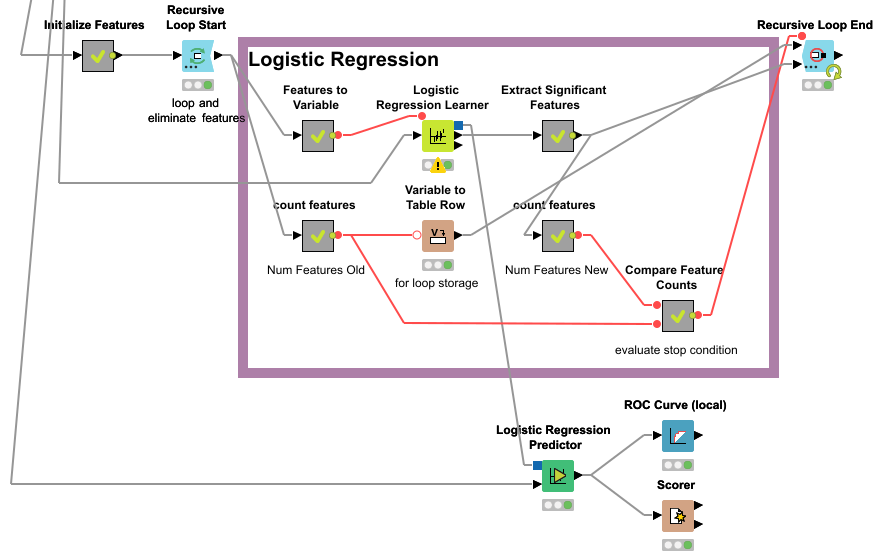 Initialize Features
Recursive
Loop Start
loop and
eliminate features
Recursive Loop End
Logistic Regression
Features to
Variable
Logistic
Regression Learner
Extract Significant
Features
count features
Num Features Old
Variable to
Table Row
for loop storage
count features
Num Features New
Compare Feature
Counts
evaluate stop condition
Logistic Regression
Predictor
ROC Curve (local)
Scorer